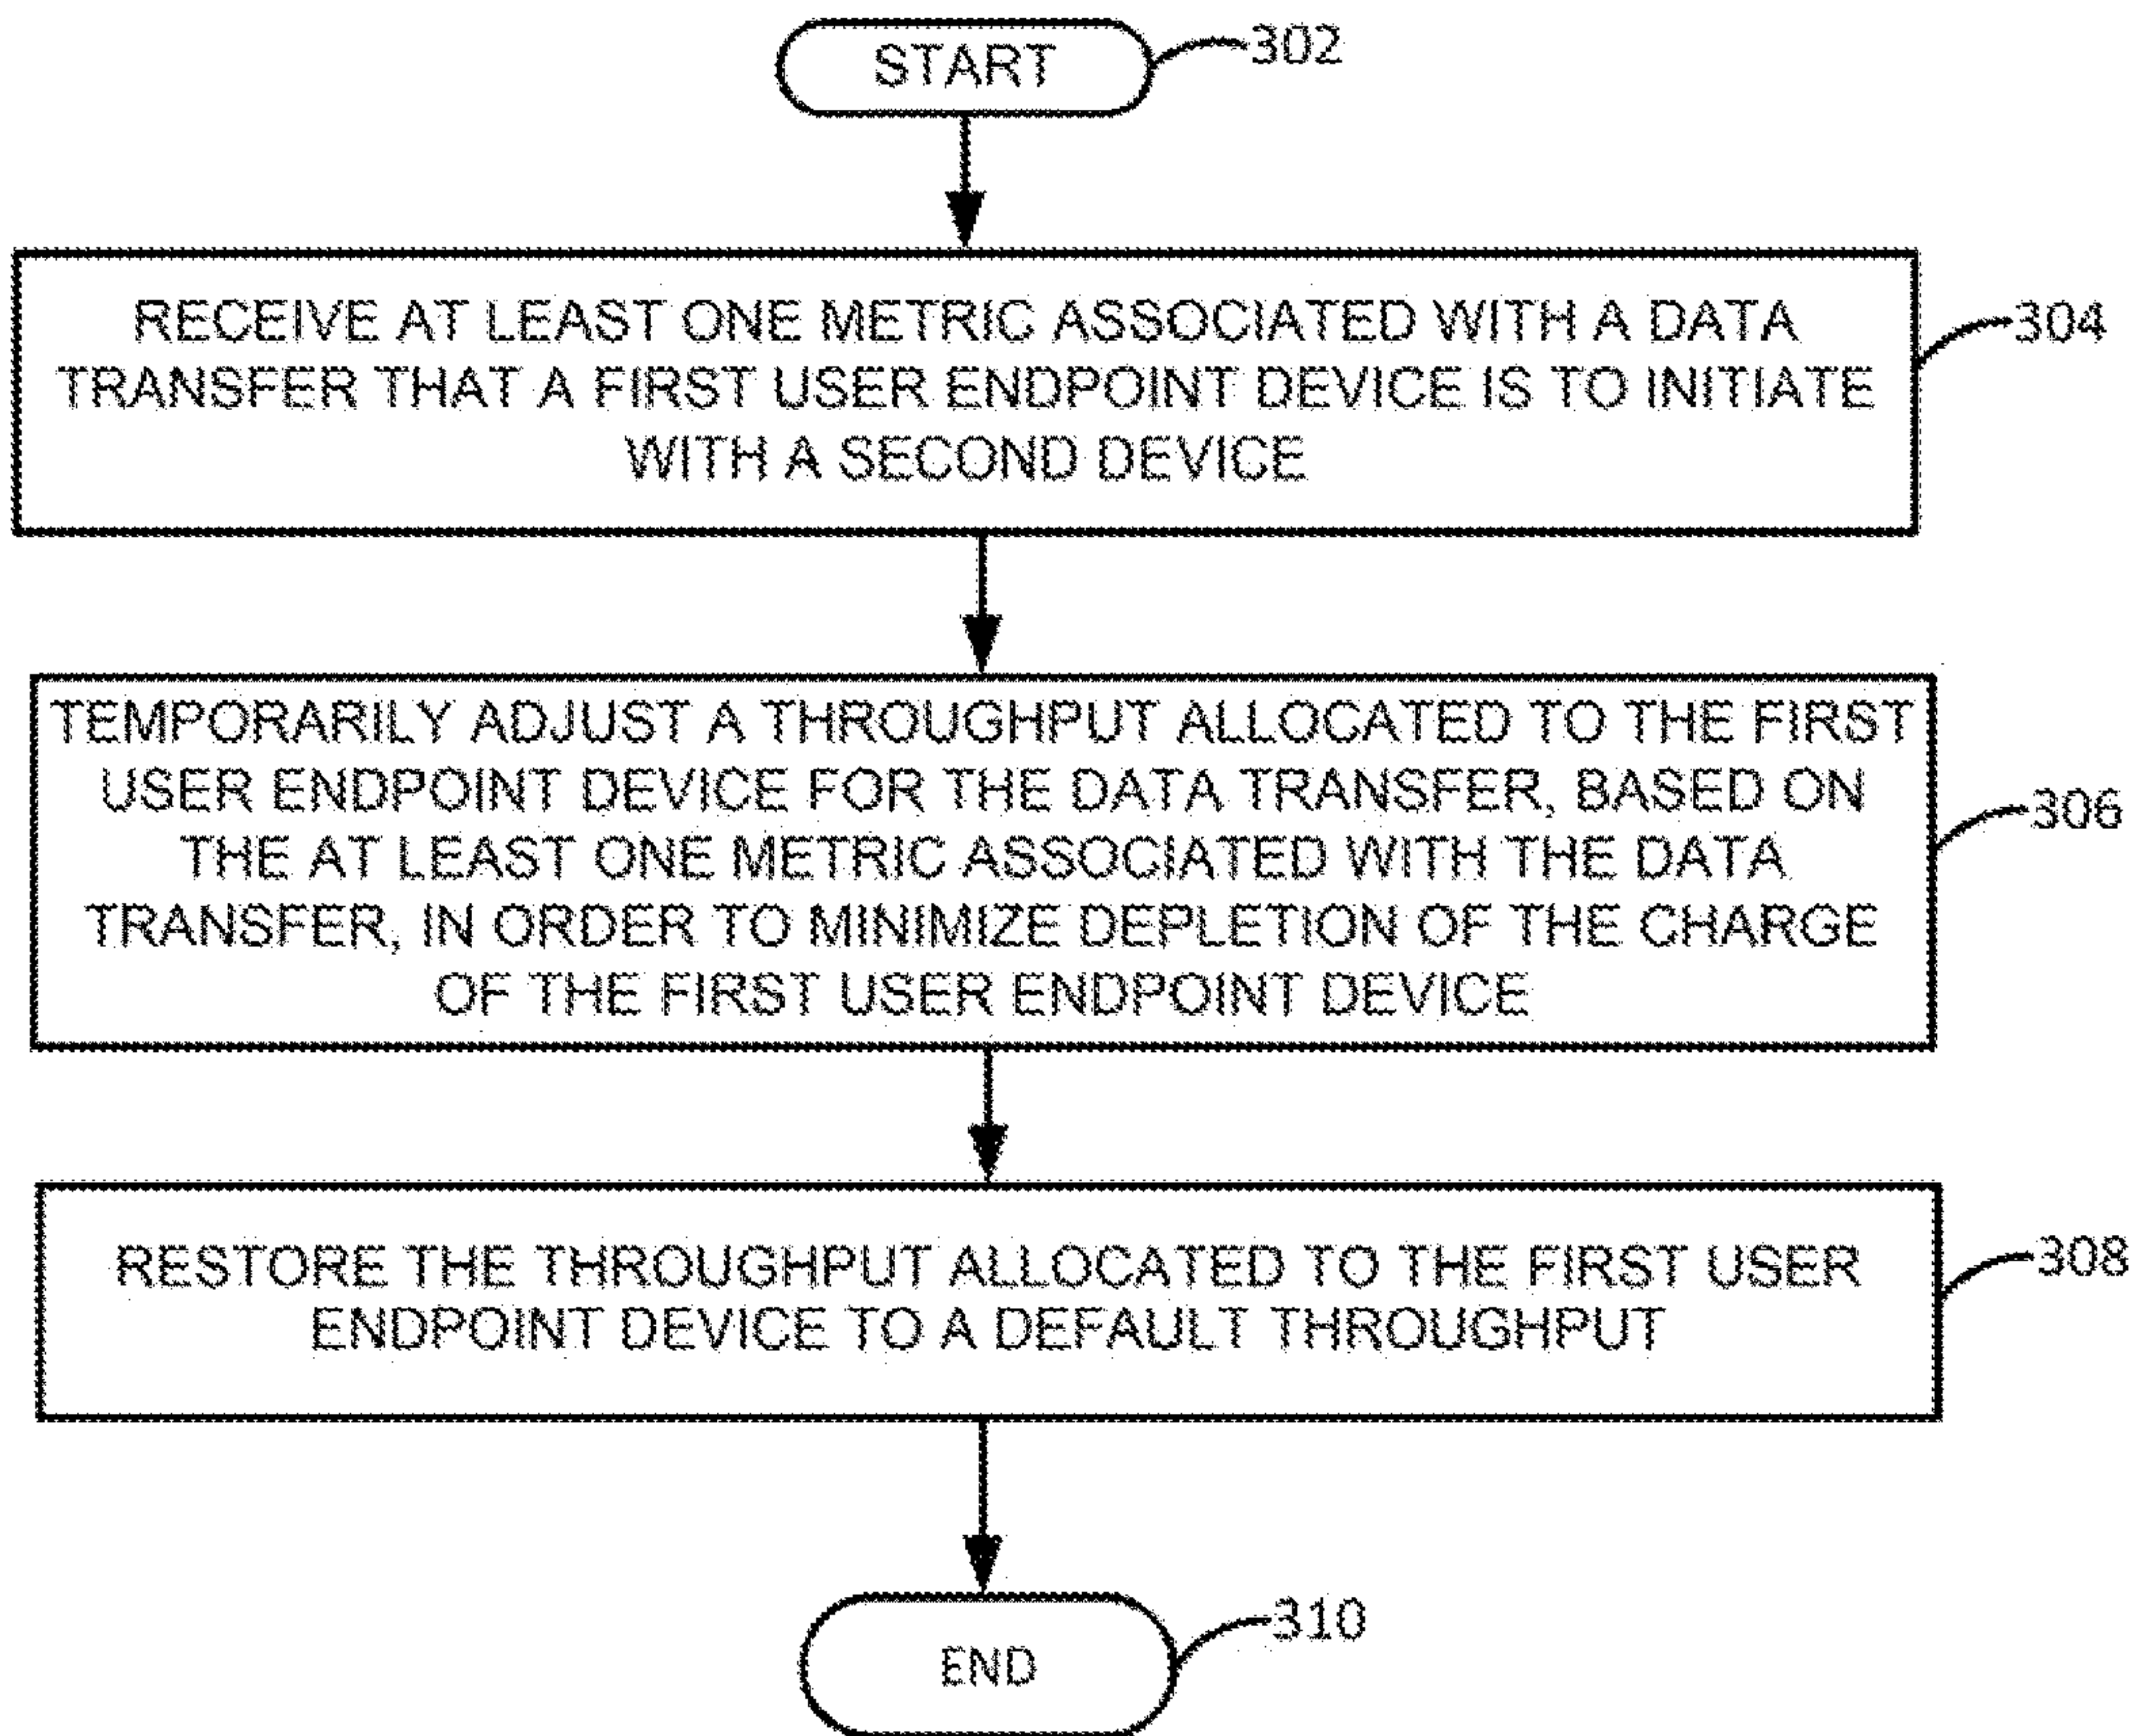 START
302
RECEIVE AT LEAST ONE METRIC ASSOCIATED WITH A DATA
TRANSFER THAT A FIRST USER ENDPOINT DEVICE IS TO INITIATE
WITH A SECOND DEVICE
304
TEMPORARILY ADJUST A THROUGHPUT ALLOCATED TO THE FIRST
USER ENDPOINT DEVICE FOR THE DATA TRANSFER, BASED ON
THE AT LEAST ONE METRIC ASSOCIATED WITH THE DATA
TRANSFER, IN ORDER TO MINIMIZE DEPLETION OF THE CHARGE
OF THE FIRST USER ENDPOINT DEVICE
306
RESTORE THE THROUGHPUT ALLOCATED TO THE FIRST USER
ENDPOINT DEVICE TO A DEFAULT THROUGHPUT
308
END
310